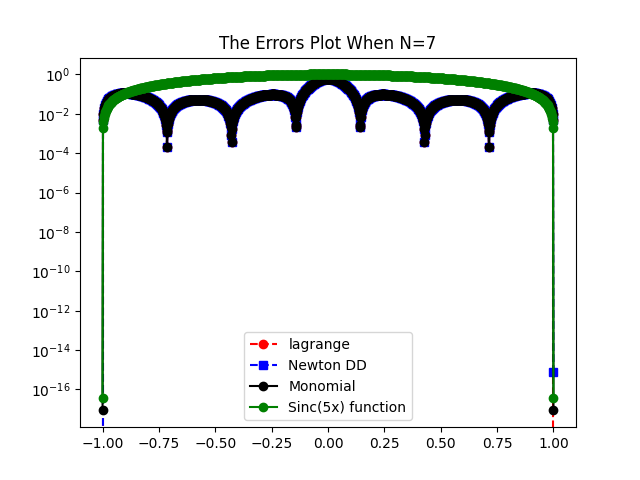 The Errors Plot When N=7
10⁰
10⁻²
10⁻⁴
10⁻⁶
10⁻⁸
10⁻¹⁰
10⁻¹²
10⁻¹⁴
10⁻¹⁶
lagrange
Newton DD
Monomial
Sinc(5x) function
−1.00 −0.75 −0.50 −0.25 0.00 0.25 0.50 0.75 1.00